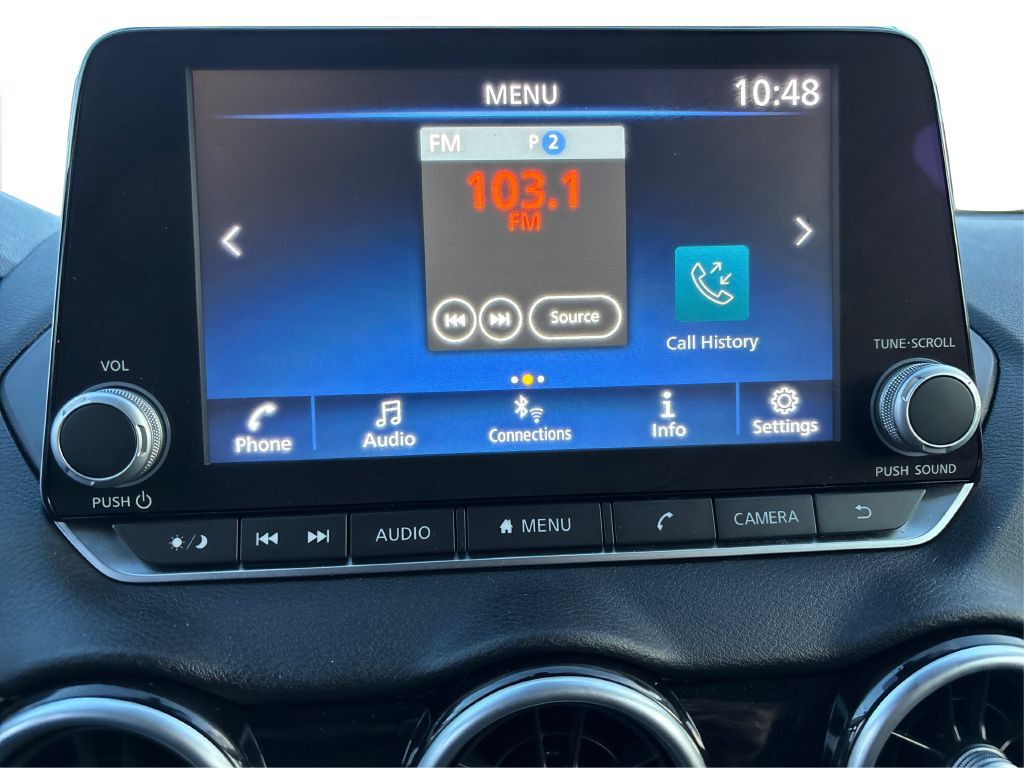 MENU
10:48
FM P 2
103.1
FM
Source
Call History
VOL
TUNE·SCROLL
Phone
Audio
Connections
Info
Settings
PUSH
PUSH SOUND
AUDIO
MENU
CAMERA